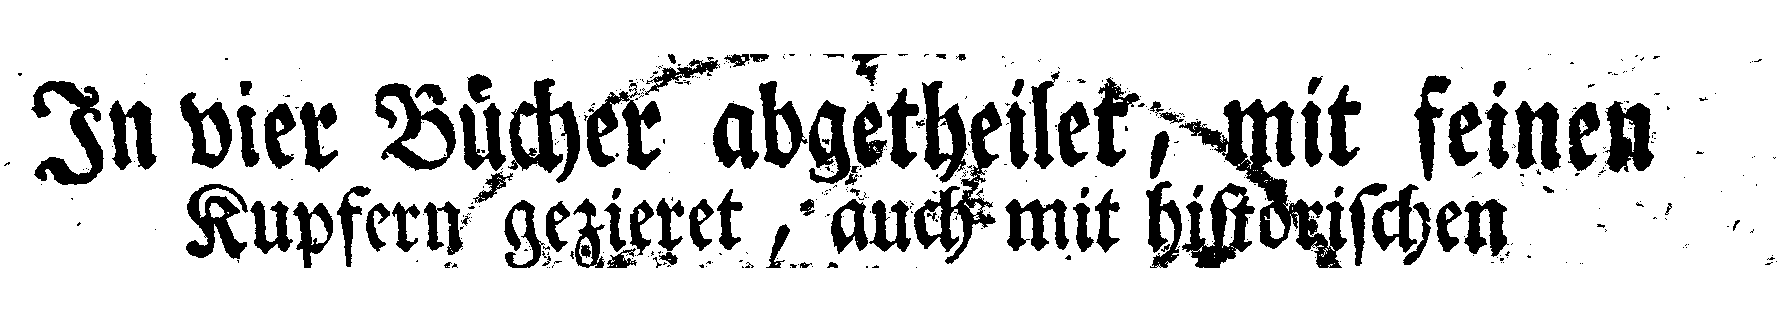 In vier Bücher abgetheilet, mit feinen
Kupfern gezieret, auch mit hiſtoriſchen